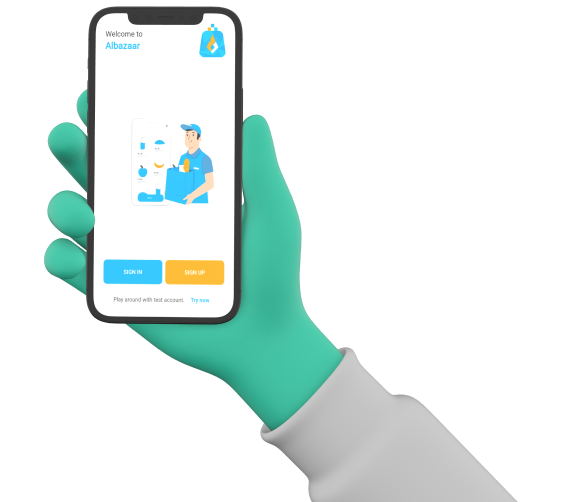 Welcome to
Albazaar
SIGN IN
SIGN UP
Play around with test account. Try now